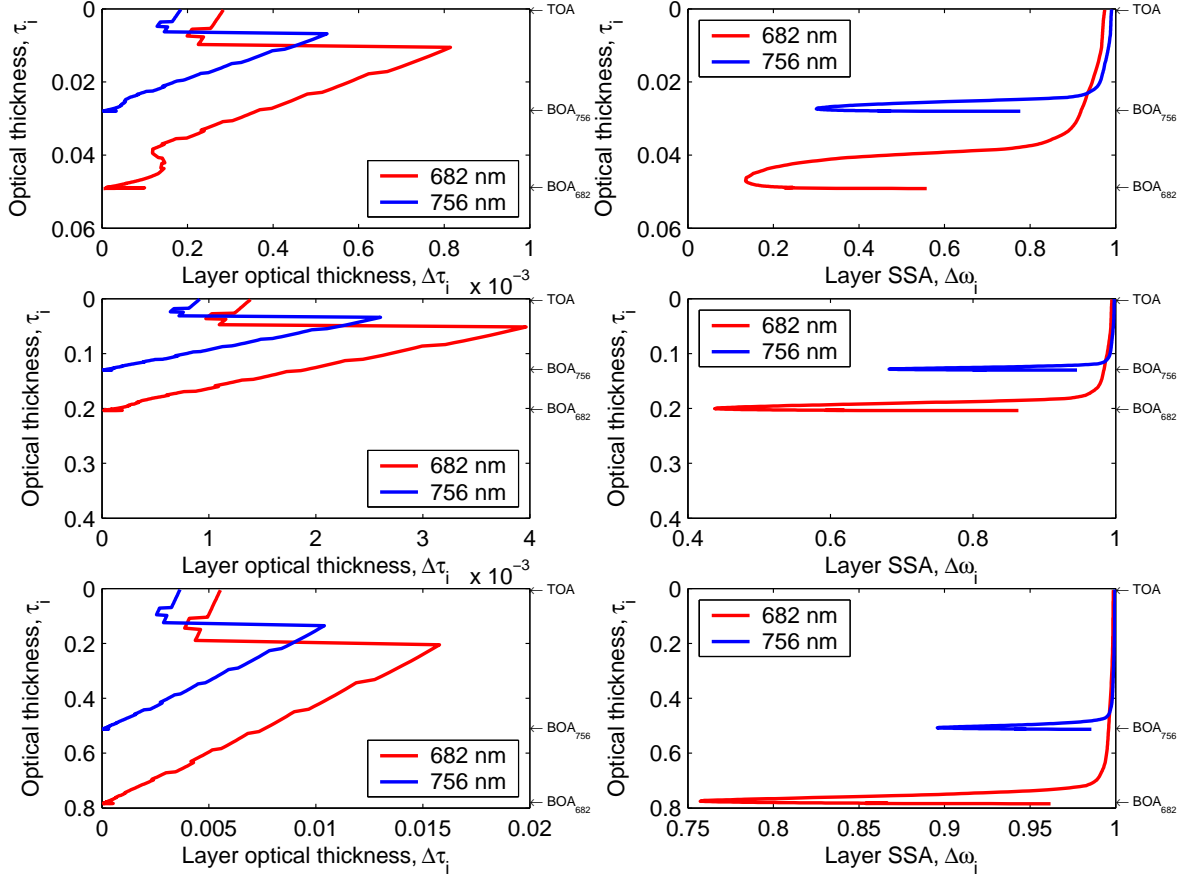 0
0.02
0.04
0.06
Optical thickness, τi
0 0.2 0.4 0.6 0.8 1
Layer optical thickness, Δτi
x 10−3
682 nm
756 nm
← TOA
← BOA756
← BOA682
0
0.02
0.04
0.06
Optical thickness, τi
0 0.2 0.4 0.6 0.8 1
Layer SSA, Δωi
682 nm
756 nm
← TOA
← BOA756
← BOA682
0
0.1
0.2
0.3
0.4
Optical thickness, τi
0 1 2 3 4
Layer optical thickness, Δτi
x 10−3
682 nm
756 nm
← TOA
← BOA756
← BOA682
0
0.1
0.2
0.3
0.4
Optical thickness, τi
0.4 0.6 0.8 1
Layer SSA, Δωi
682 nm
756 nm
← TOA
← BOA756
← BOA682
0
0.2
0.4
0.6
0.8
Optical thickness, τi
0 0.005 0.01 0.015 0.02
Layer optical thickness, Δτi
682 nm
756 nm
← TOA
← BOA756
← BOA682
0
0.2
0.4
0.6
0.8
Optical thickness, τi
0.75 0.8 0.85 0.9 0.95 1
Layer SSA, Δωi
682 nm
756 nm
← TOA
← BOA756
← BOA682